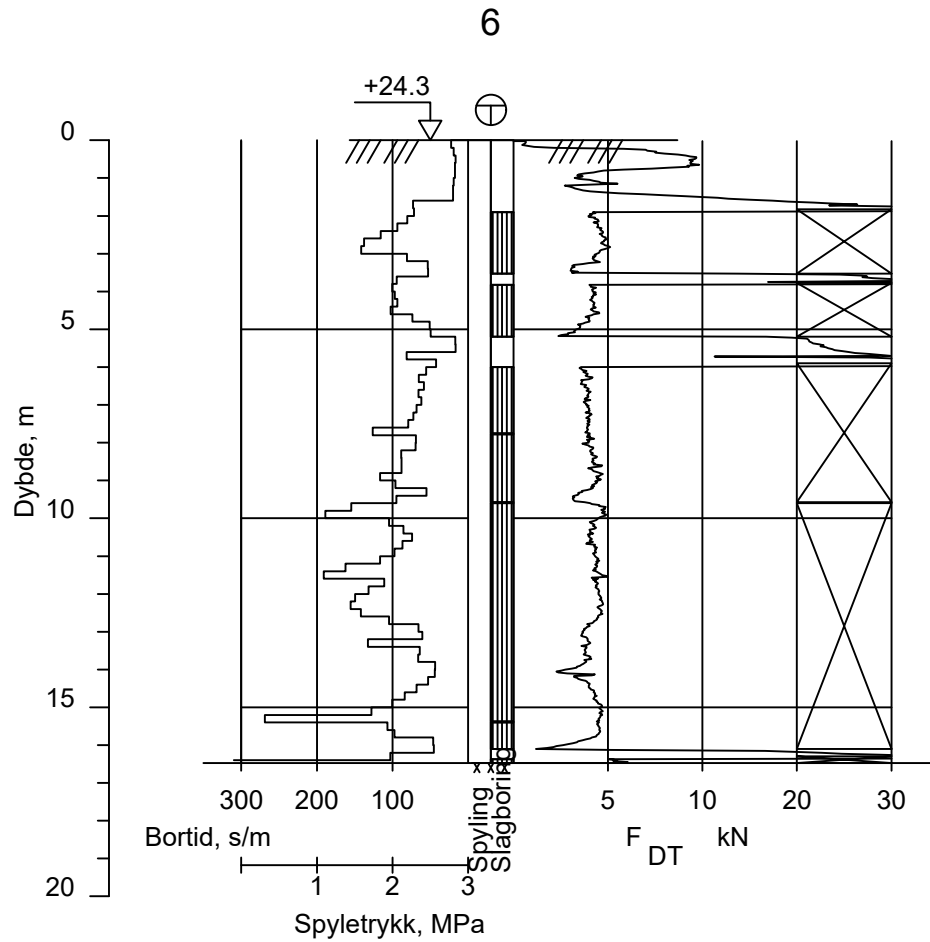 6
+24.3
0
5
10
15
20
Dybde, m
300 200 100
Bortid, s/m
1 2 3
Spyletrykk, MPa
Spyling
Slagboring
5 10 20 30
F DT kN